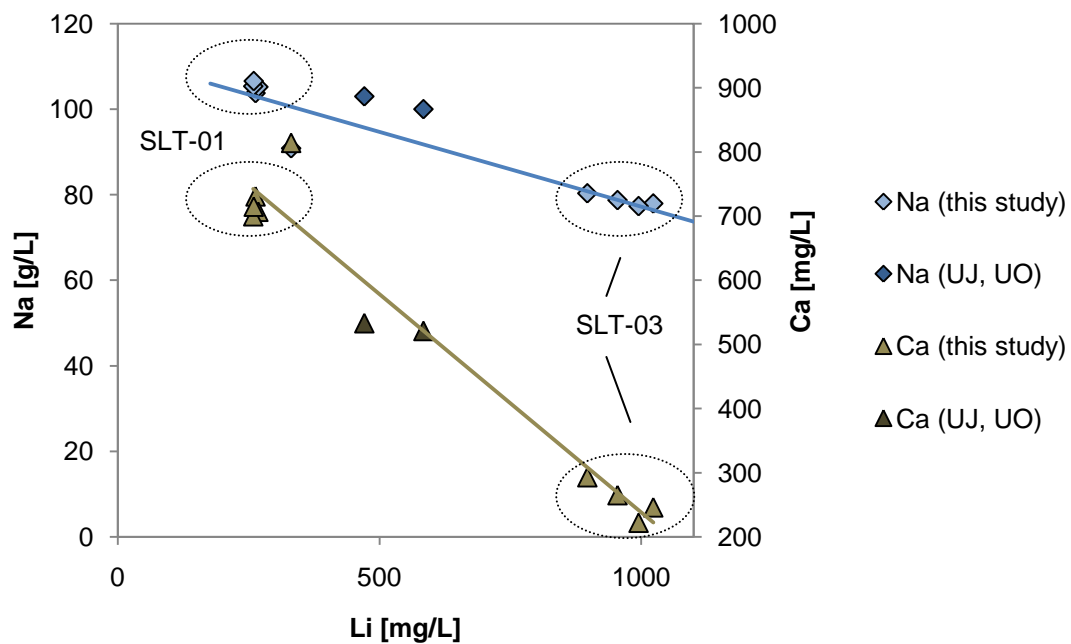 120
100
80
60
40
20
0
Na [g/L]
1000
900
800
700
600
500
400
300
200
Ca [mg/L]
0
500
1000
Li [mg/L]
SLT-01
SLT-03
Na (this study)
Na (UJ, UO)
Ca (this study)
Ca (UJ, UO)